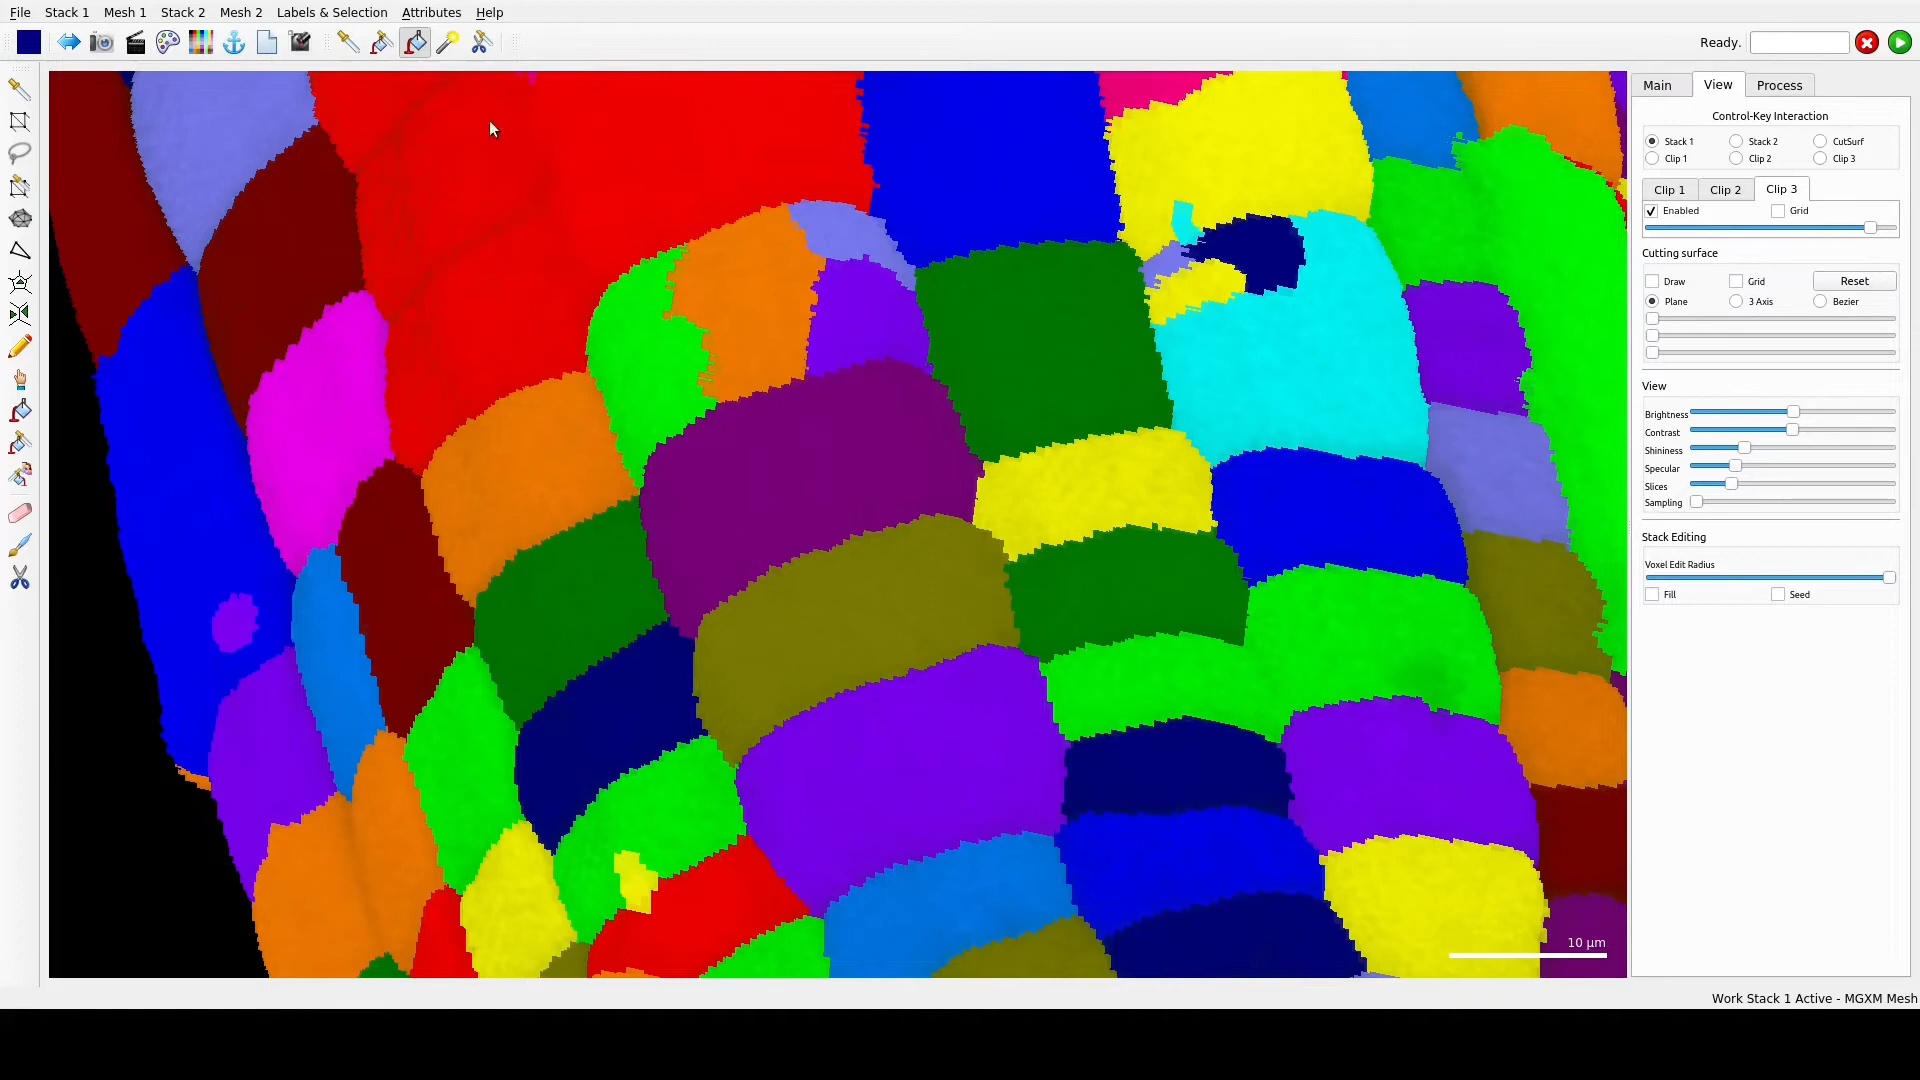 File Stack 1 Mesh 1 Stack 2 Mesh 2 Labels & Selection Attributes Help
Ready.
Main View Process
Control-Key Interaction
Stack 1 Stack 2 CutSurf
Clip 1 Clip 2 Clip 3
Clip 1 Clip 2 Clip 3
Enabled Grid
Cutting surface
Draw Grid Reset
Plane 3 Axis Bezier
View
Brightness
Contrast
Shininess
Specular
Slices
Sampling
Stack Editing
Voxel Edit Radius
Fill Seed
10 µm
Work Stack 1 Active - MGXM Mesh